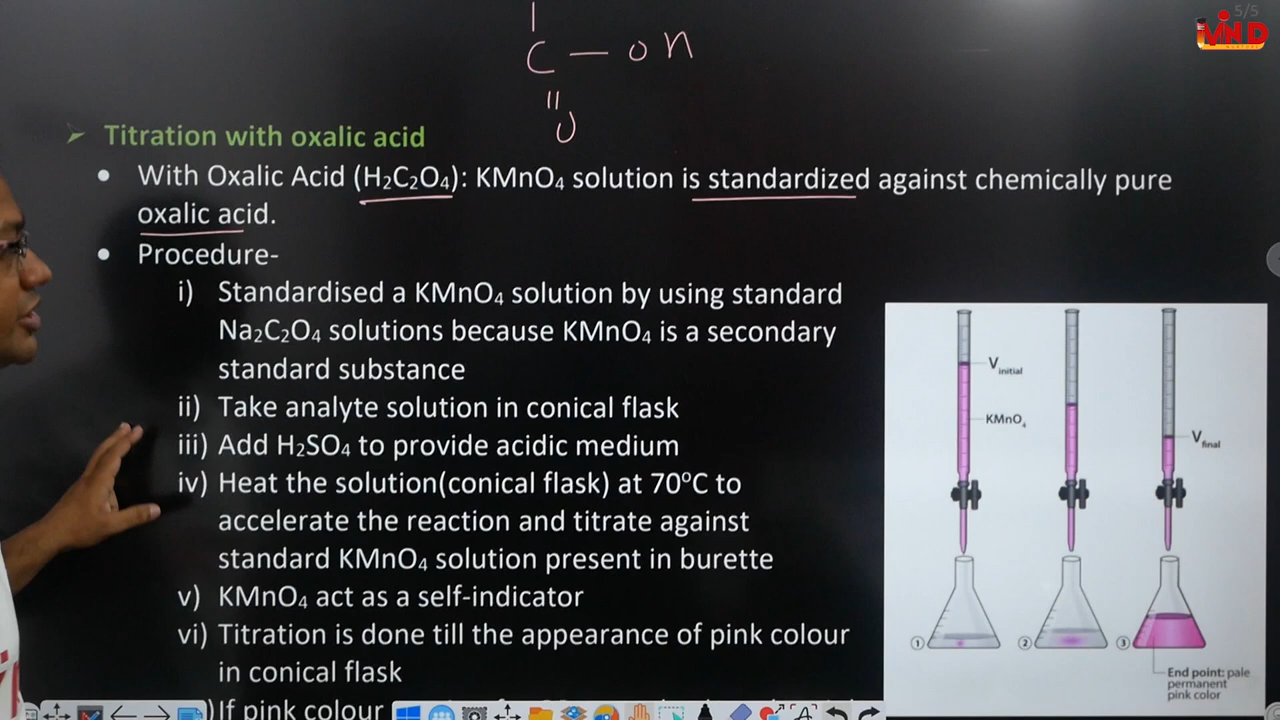 5/5
MIND
C — O H
O
➤ Titration with oxalic acid
• With Oxalic Acid (H₂C₂O₄): KMnO₄ solution is standardized against chemically pure
oxalic acid.
• Procedure-
i) Standardised a KMnO₄ solution by using standard
Na₂C₂O₄ solutions because KMnO₄ is a secondary
standard substance
ii) Take analyte solution in conical flask
iii) Add H₂SO₄ to provide acidic medium
iv) Heat the solution(conical flask) at 70°C to
accelerate the reaction and titrate against
standard KMnO₄ solution present in burette
v) KMnO₄ act as a self-indicator
vi) Titration is done till the appearance of pink colour
in conical flask
)If pink colour
V initial
KMnO₄
V final
1
2
3
End point: pale
permanent
pink color